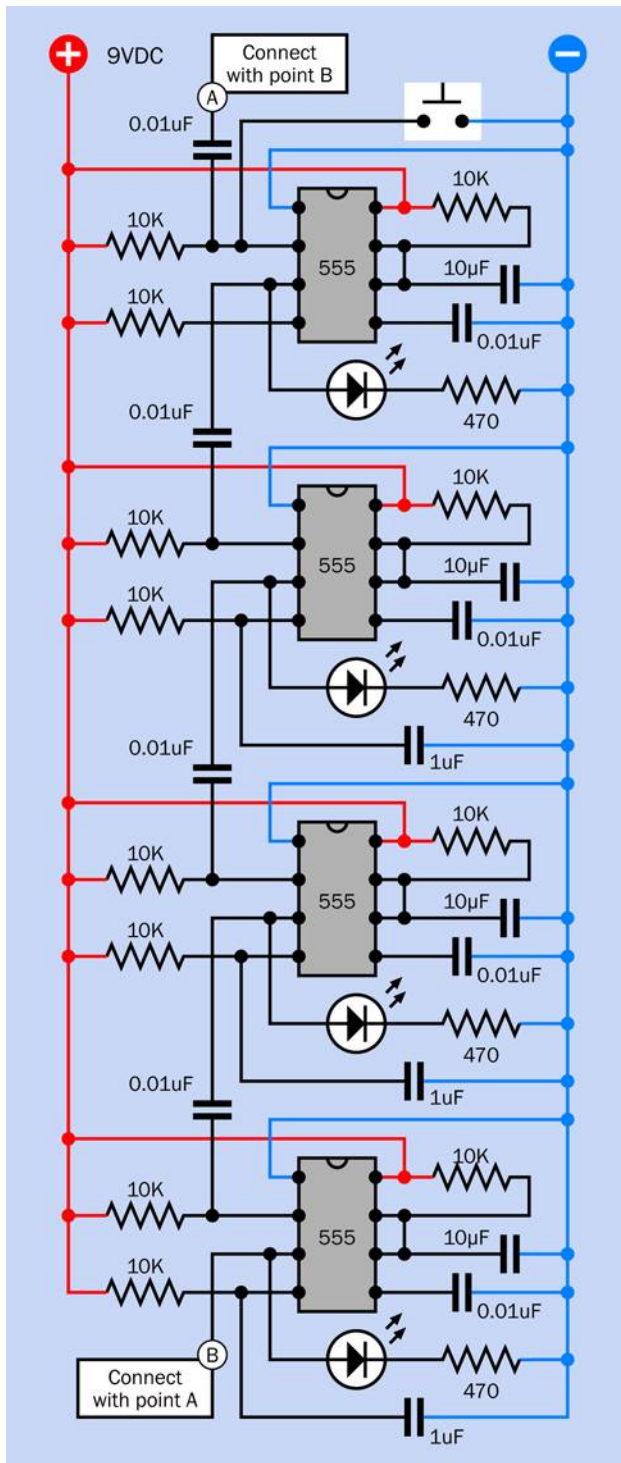 + 9VDC
Connect
with point B
−
A
0.01uF
10K
10K
555
10µF
10K
0.01uF
470
0.01uF
10K
10K
555
10µF
10K
0.01uF
470
0.01uF
1uF
10K
10K
555
10µF
10K
0.01uF
470
0.01uF
1uF
10K
10K
555
10µF
10K
0.01uF
B
Connect
with point A
470
1uF